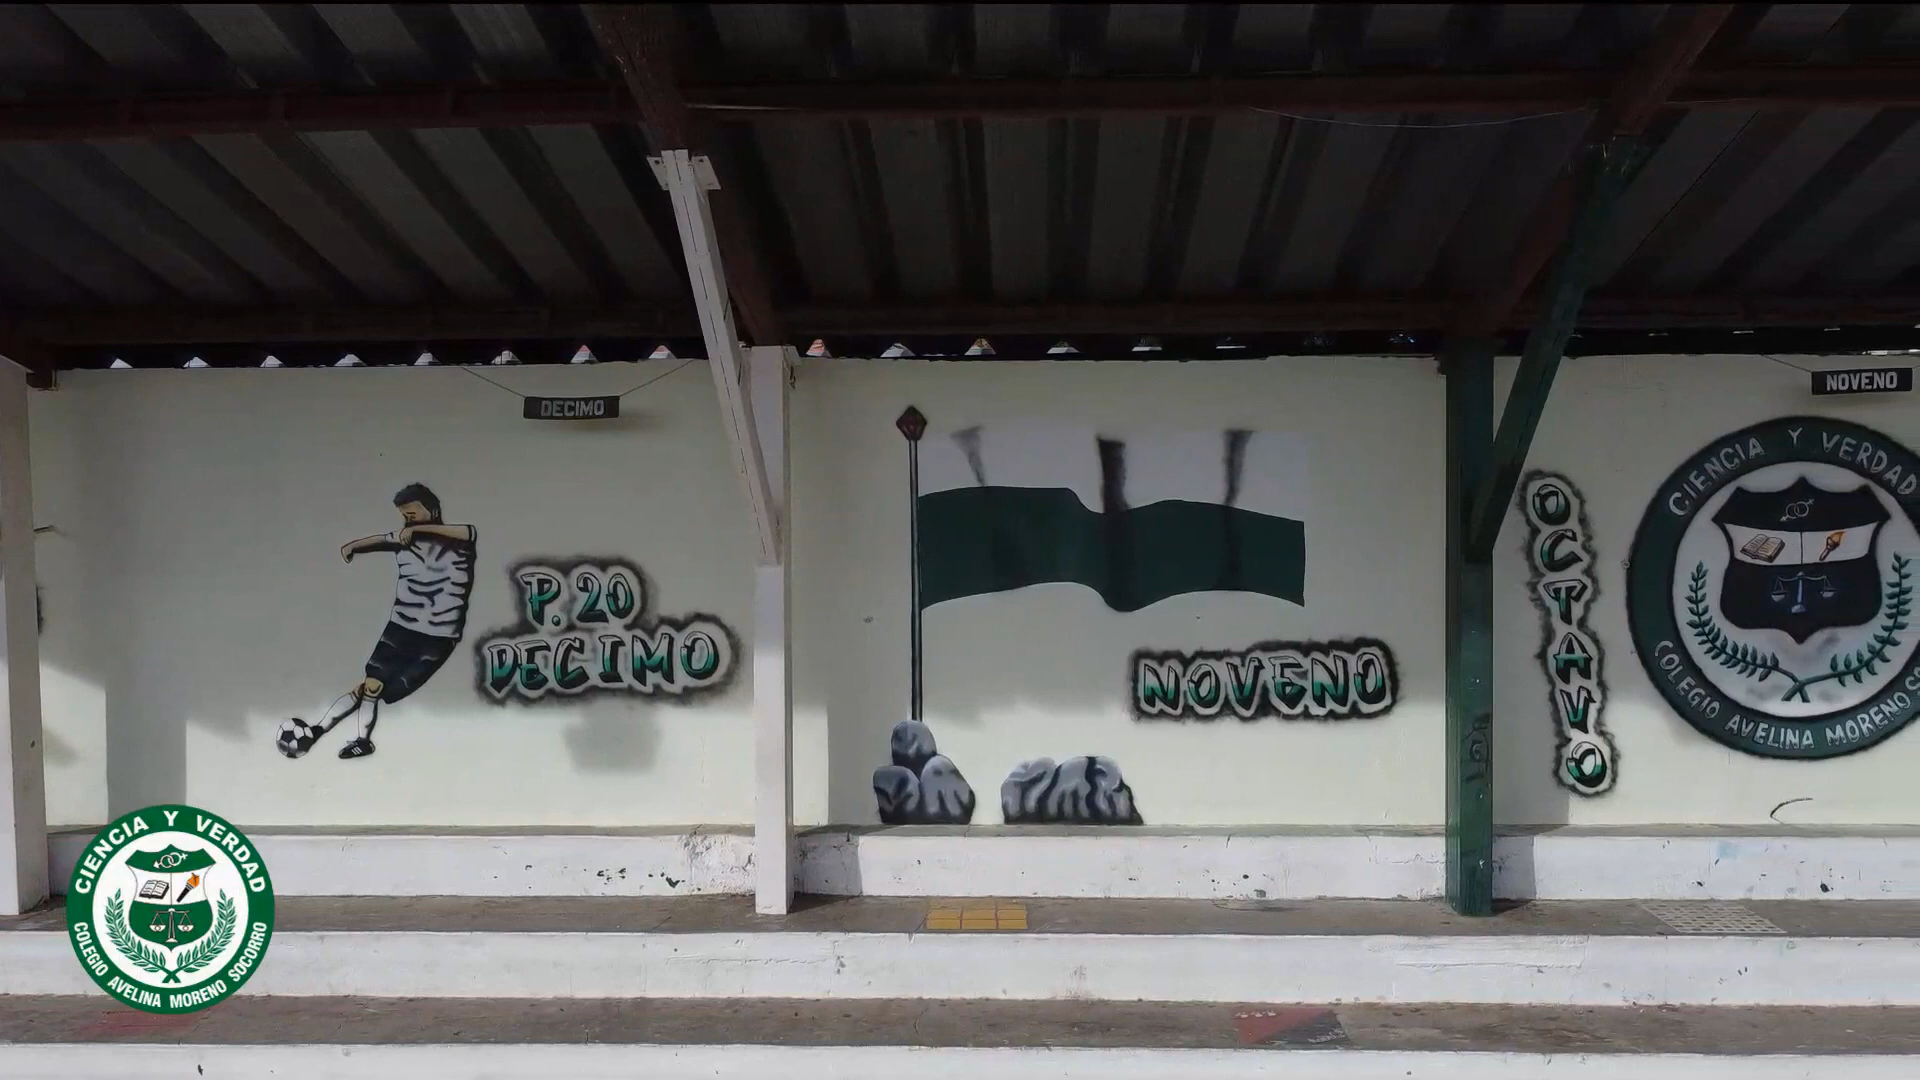 DECIMO
NOVENO
P. 20
DECIMO
NOVENO
OCTAVO
CIENCIA Y VERDAD
COLEGIO AVELINA MORENO
CIENCIA Y VERDAD
COLEGIO AVELINA MORENO SOCORRO